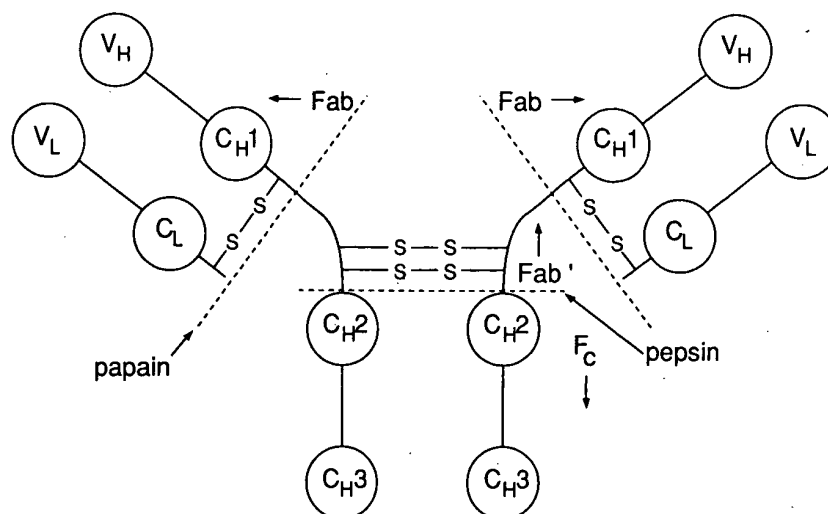 V_H V_H
Fab Fab
V_L C_H1 C_H1 V_L
S S
S S
C_L C_L
S S
S S
Fab'
C_H2 C_H2
papain F_C pepsin
C_H3 C_H3